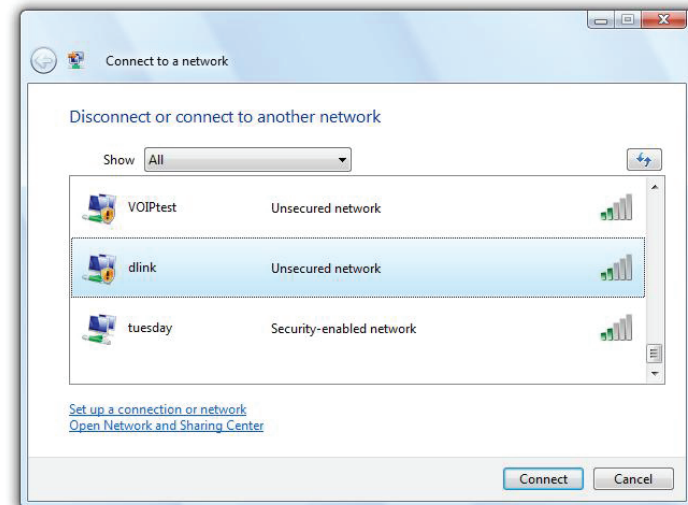 Connect to a network
Disconnect or connect to another network
Show All
VOIPtest Unsecured network
dlink Unsecured network
tuesday Security-enabled network
Set up a connection or network
Open Network and Sharing Center
Connect Cancel